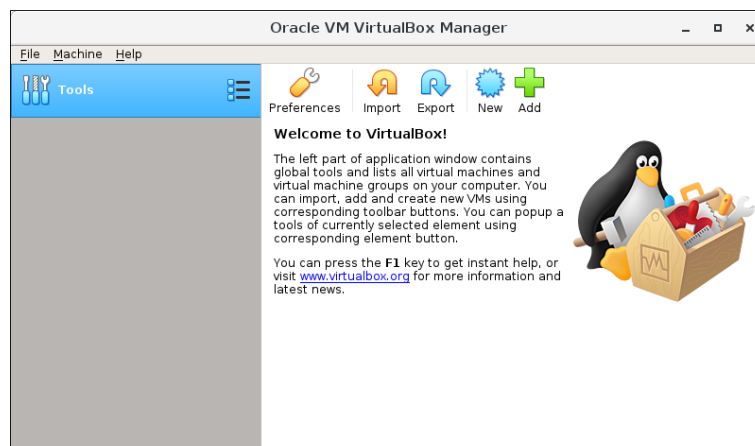 Oracle VM VirtualBox Manager
File Machine Help
Tools
Preferences Import Export New Add
Welcome to VirtualBox!
The left part of application window contains
global tools and lists all virtual machines and
virtual machine groups on your computer. You
can import, add and create new VMs using
corresponding toolbar buttons. You can popup a
tools of currently selected element using
corresponding element button.
You can press the F1 key to get instant help, or
visit www.virtualbox.org for more information and
latest news.